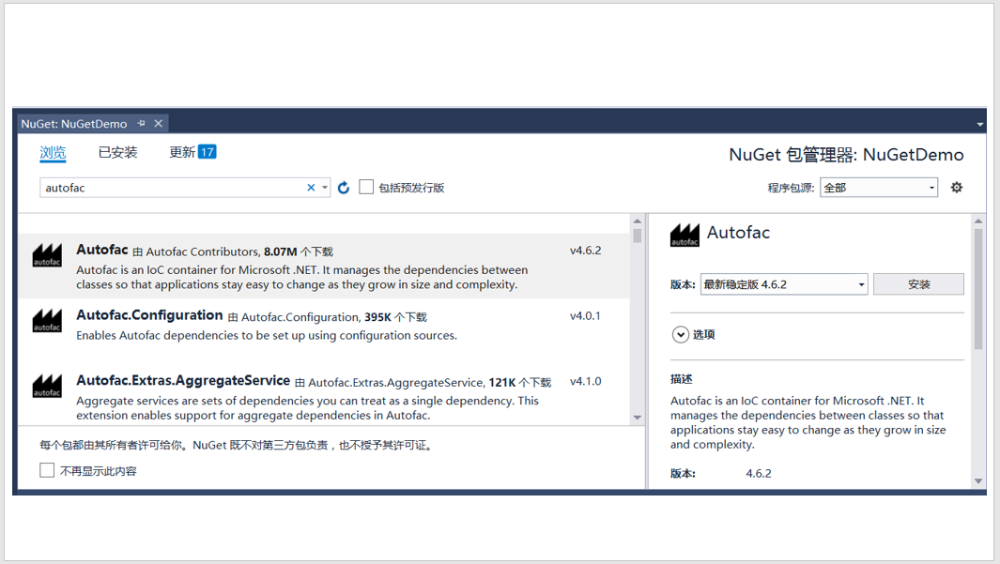 NuGet: NuGetDemo
浏览 已安装 更新 17
NuGet 包管理器: NuGetDemo
autofac 包括预发行版
程序包源: 全部
autofac
Autofac 由 Autofac Contributors, 8.07M 个下载 v4.6.2
Autofac is an IoC container for Microsoft .NET. It manages the dependencies between
classes so that applications stay easy to change as they grow in size and complexity.
autofac
Autofac.Configuration 由 Autofac.Configuration, 395K 个下载 v4.0.1
Enables Autofac dependencies to be set up using configuration sources.
autofac
Autofac.Extras.AggregateService 由 Autofac.Extras.AggregateService, 121K 个下载 v4.1.0
Aggregate services are sets of dependencies you can treat as a single dependency. This
extension enables support for aggregate dependencies in Autofac.
每个包都由其所有者许可给你。NuGet 既不对第三方包负责，也不授予其许可证。
不再显示此内容
autofac
Autofac
版本: 最新稳定版 4.6.2 安装
选项
描述
Autofac is an IoC container for Microsoft .NET. It
manages the dependencies between classes so that
applications stay easy to change as they grow in size
and complexity.
版本: 4.6.2